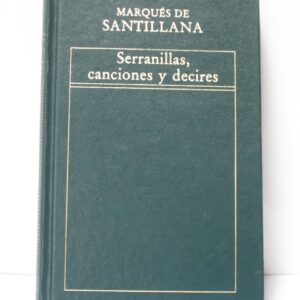 MARQUÉS DE
SANTILLANA
Serranillas,
canciones y decires